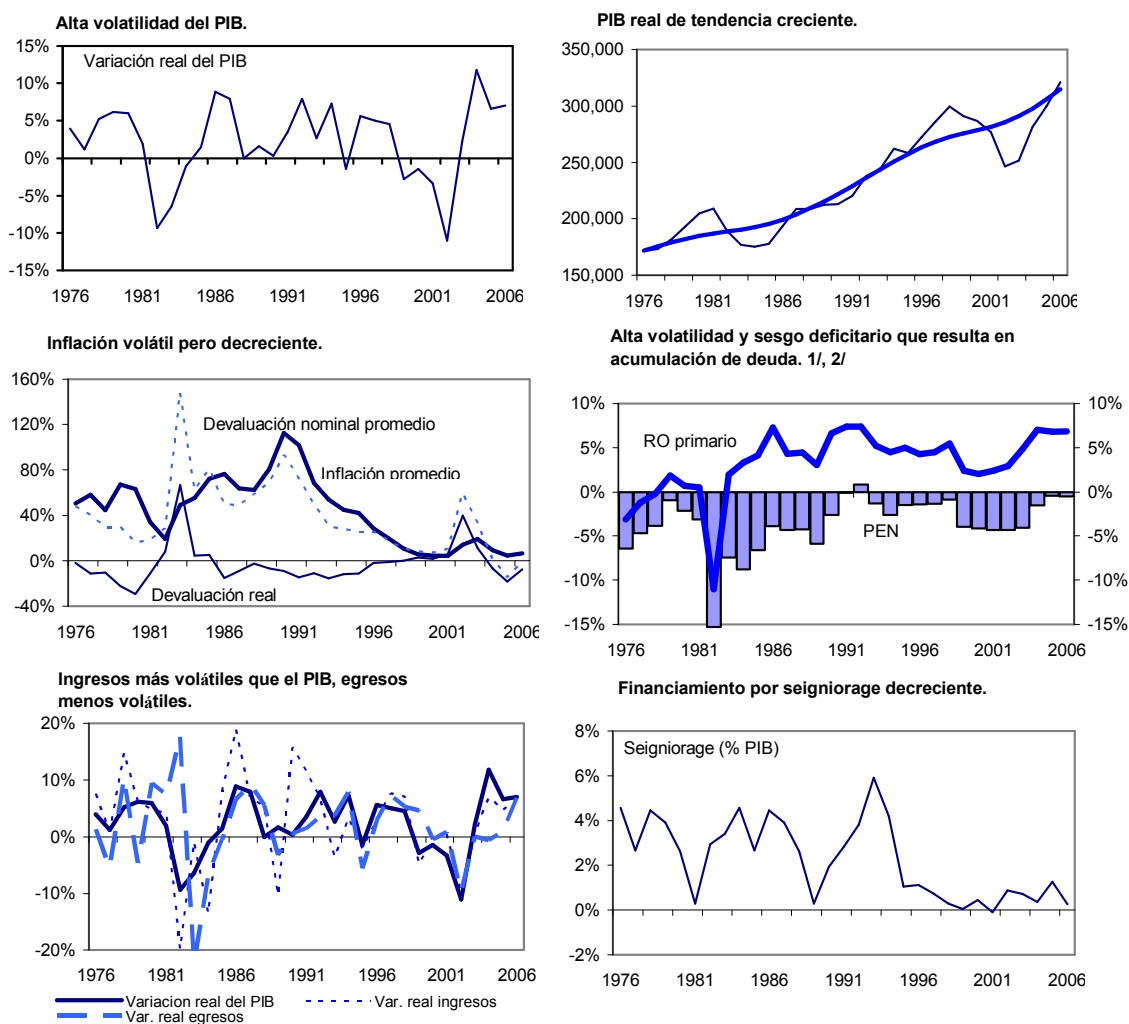 Alta volatilidad del PIB.
15%
10%
5%
0%
-5%
-10%
-15%
Variación real del PIB
1976 1981 1986 1991 1996 2001 2006
PIB real de tendencia creciente.
350,000
300,000
250,000
200,000
150,000
1976 1981 1986 1991 1996 2001 2006
Inflación volátil pero decreciente.
160%
120%
80%
40%
0%
-40%
Devaluación nominal promedio
Inflación promedio
Devaluación real
1976 1981 1986 1991 1996 2001 2006
Alta volatilidad y sesgo deficitario que resulta en
acumulación de deuda. 1/, 2/
10%
5%
0%
-5%
-10%
-15%
RO primario
PEN
10%
5%
0%
-5%
-10%
-15%
1976 1981 1986 1991 1996 2001 2006
Ingresos más volátiles que el PIB, egresos
menos volátiles.
20%
10%
0%
-10%
-20%
1976 1981 1986 1991 1996 2001 2006
Variacion real del PIB
Var. real ingresos
Var. real egresos
Financiamiento por seigniorage decreciente.
8%
6%
4%
2%
0%
-2%
Seigniorage (% PIB)
1976 1981 1986 1991 1996 2001 2006